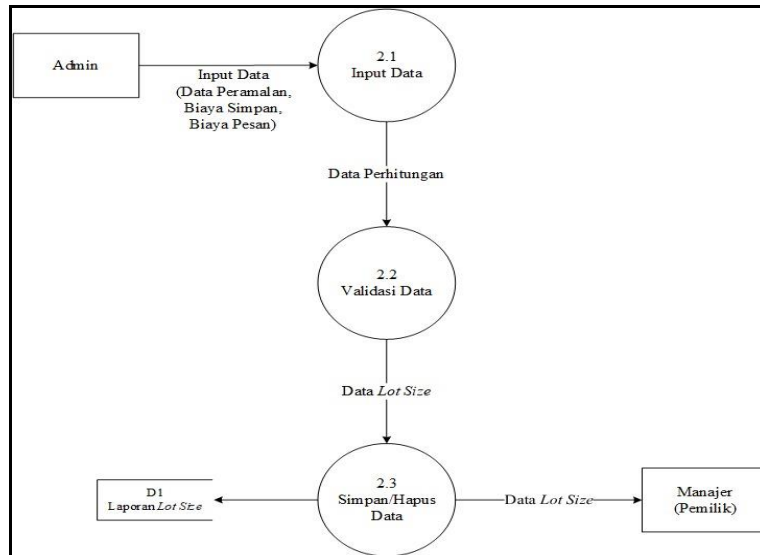 Admin
2.1
Input Data
Input Data
(Data Peramalan,
Biaya Simpan,
Biaya Pesan)
Data Perhitungan
2.2
Validasi Data
Data Lot Size
D1
Laporan Lot Size
2.3
Simpan/Hapus
Data
Data Lot Size
Manajer
(Pemilik)